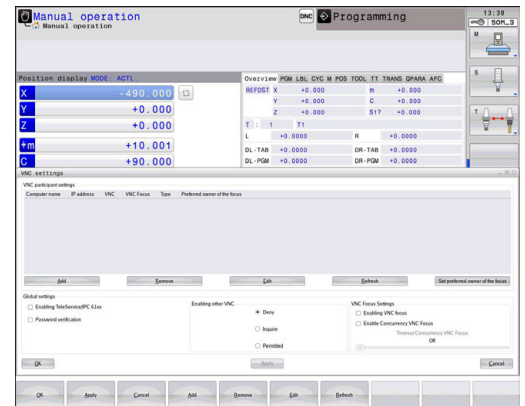 Manual operation
DNC
Programming
13:38
Manual operation
50M_3
M
Position display MODE: ACTL.
Overview PGM LBL CYC M POS TOOL TT TRANS QPARA AFC
X -490.000
Y +0.000
Z +0.000
+m +10.001
C +90.000
REFDST X +0.000 m +0.000
Y +0.000 C +0.000
Z +0.000 S1? +0.000
T : 1 T1
L +0.0000 R +0.0000
DL-TAB +0.0000 DR-TAB +0.0000
DL-PGM +0.0000 DR-PGM +0.0000
S
T
VNC settings
VNC participant settings
Computer name IP address VNC VNC Focus Type Preferred owner of the focus
Add Remove Edit Refresh Set preferred owner of the focus
Global settings
Enabling TeleService/IPC 61xx
Password verification
Enabling other VNC
Deny
Inquire
Permitted
VNC Focus Settings
Enabling VNC focus
Enable Concurrency VNC Focus
Timeout Concurrency VNC Focus
Off
OK Apply Cancel
OK Apply Cancel Add Remove Edit Refresh